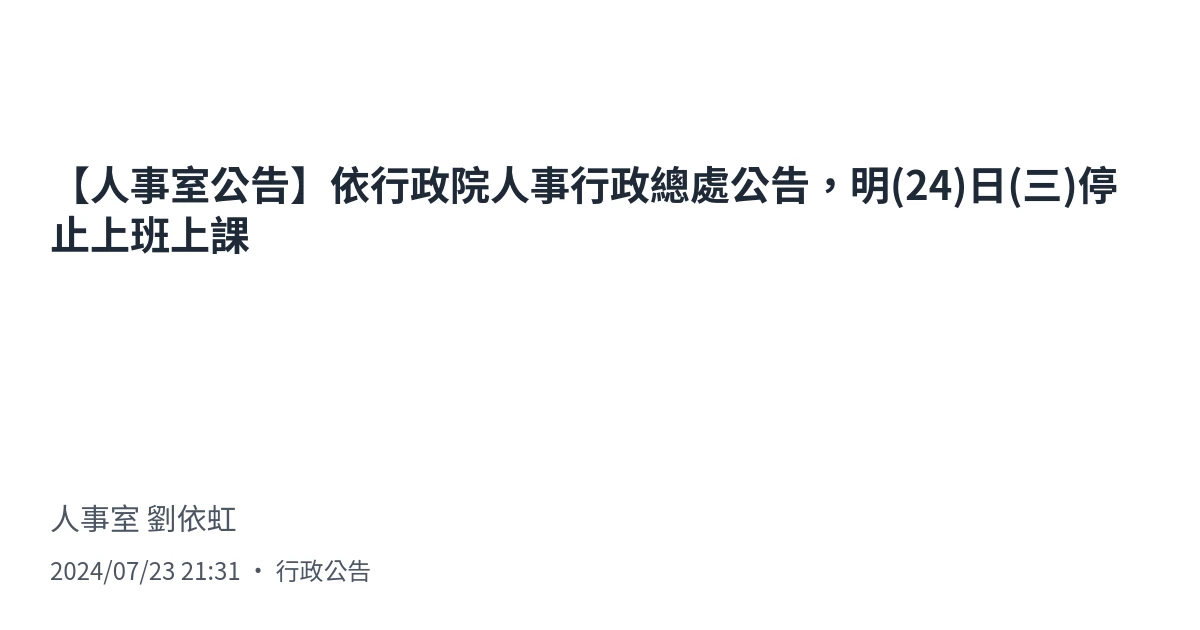 【人事室公告】依行政院人事行政總處公告，明(24)日(三)停
止上班上課
人事室 劉依虹
2024/07/23 21:31 · 行政公告